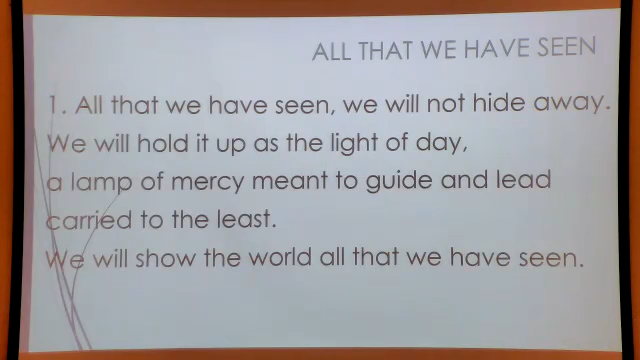 ALL THAT WE HAVE SEEN
1. All that we have seen, we will not hide away.
We will hold it up as the light of day,
a lamp of mercy meant to guide and lead
carried to the least.
We will show the world all that we have seen.